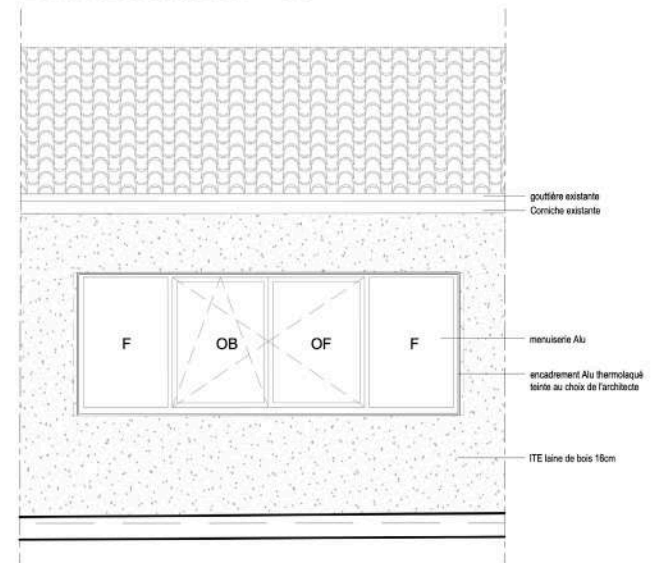 gouttière existante
Corniche existante
F
OB
OF
F
menuiserie Alu
encadrement Alu thermolaqué
teinte au choix de l'architecte
ITE laine de bois 16cm